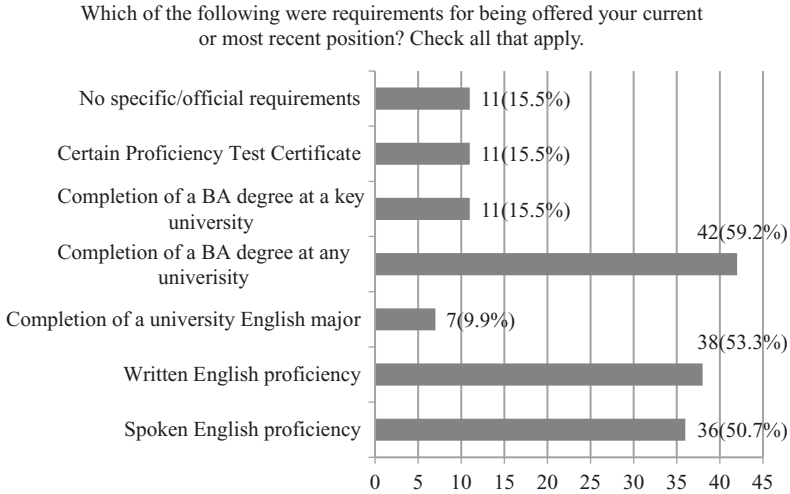 Which of the following were requirements for being offered your current
or most recent position? Check all that apply.
No specific/official requirements
11(15.5%)
Certain Proficiency Test Certificate
11(15.5%)
Completion of a BA degree at a key
university
11(15.5%)
42(59.2%)
Completion of a BA degree at any
univerisity
Completion of a university English major
7(9.9%)
38(53.3%)
Written English proficiency
Spoken English proficiency
36(50.7%)
0 5 10 15 20 25 30 35 40 45